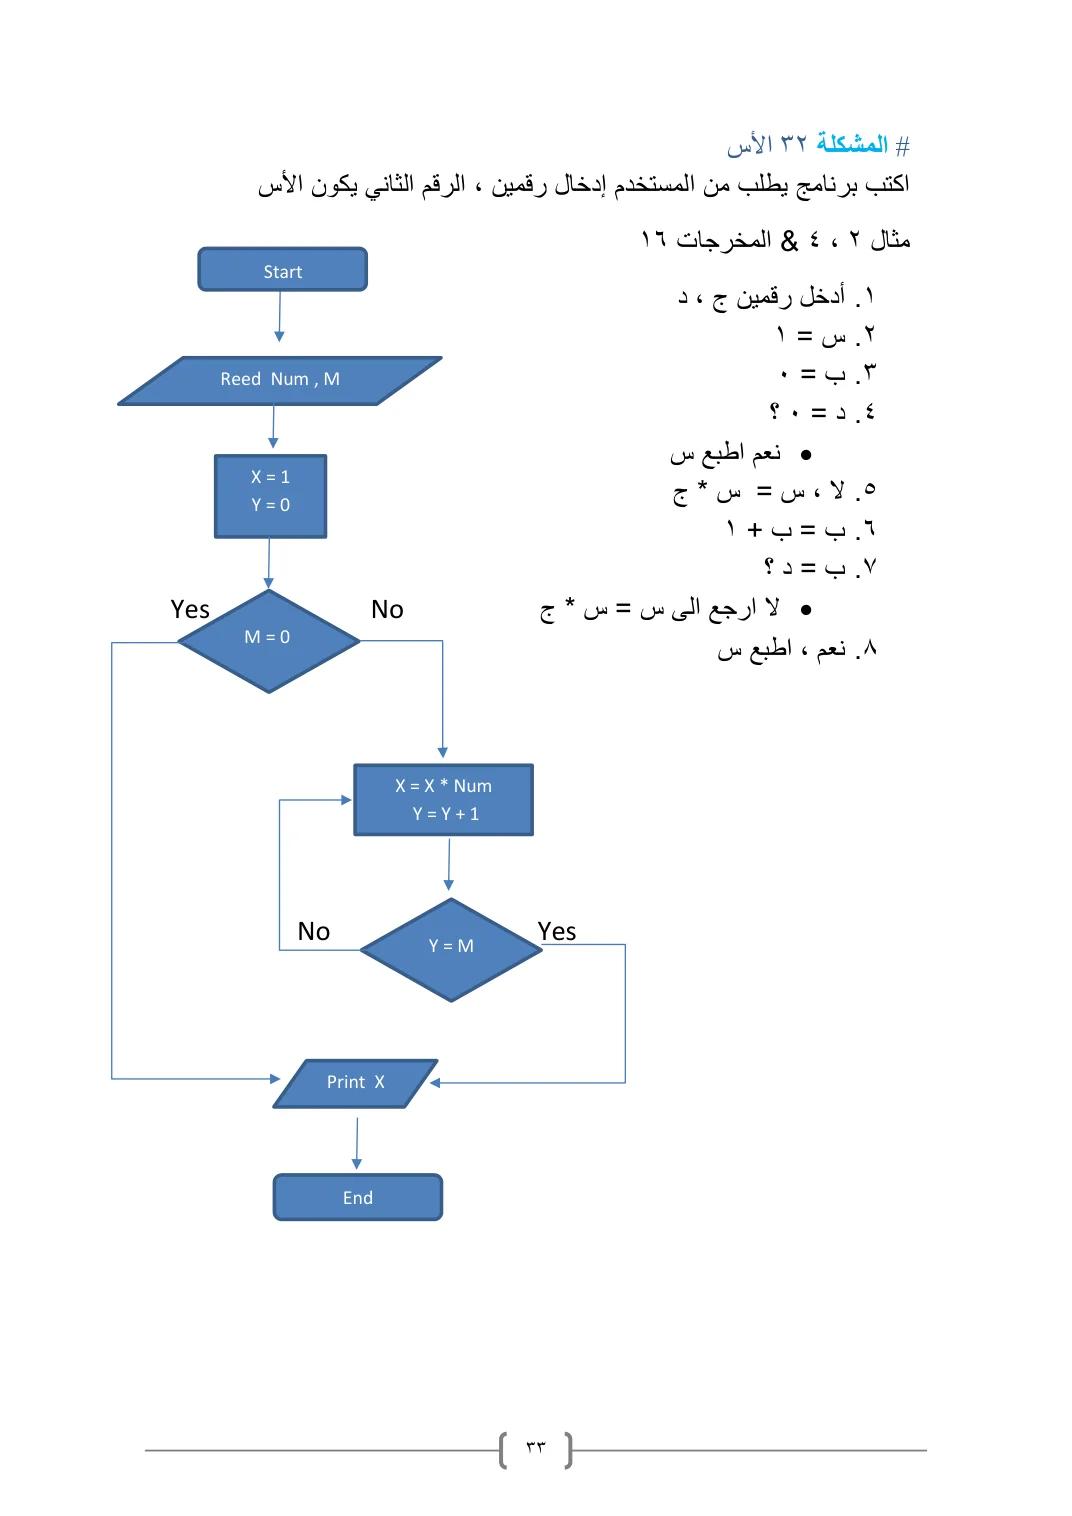 # المشكلة ٣٢ الأس
اكتب برنامج يطلب من المستخدم إدخال رقمين ، الرقم الثاني يكون الأس
مثال ٢ ، ٤ & المخرجات ١٦
١. أدخل رقمين ج ، د
٢. س = ١
٣. ب = ٠
٤. د = ٠ ؟
• نعم اطبع س
٥. لا ، س = س * ج
٦. ب = ب + ١
٧. ب = د ؟
• لا ارجع الى س = س * ج
٨. نعم ، اطبع س
Start
Reed Num , M
X = 1
Y = 0
Yes
No
M = 0
X = X * Num
Y = Y + 1
No
Yes
Y = M
Print X
End
٣٣